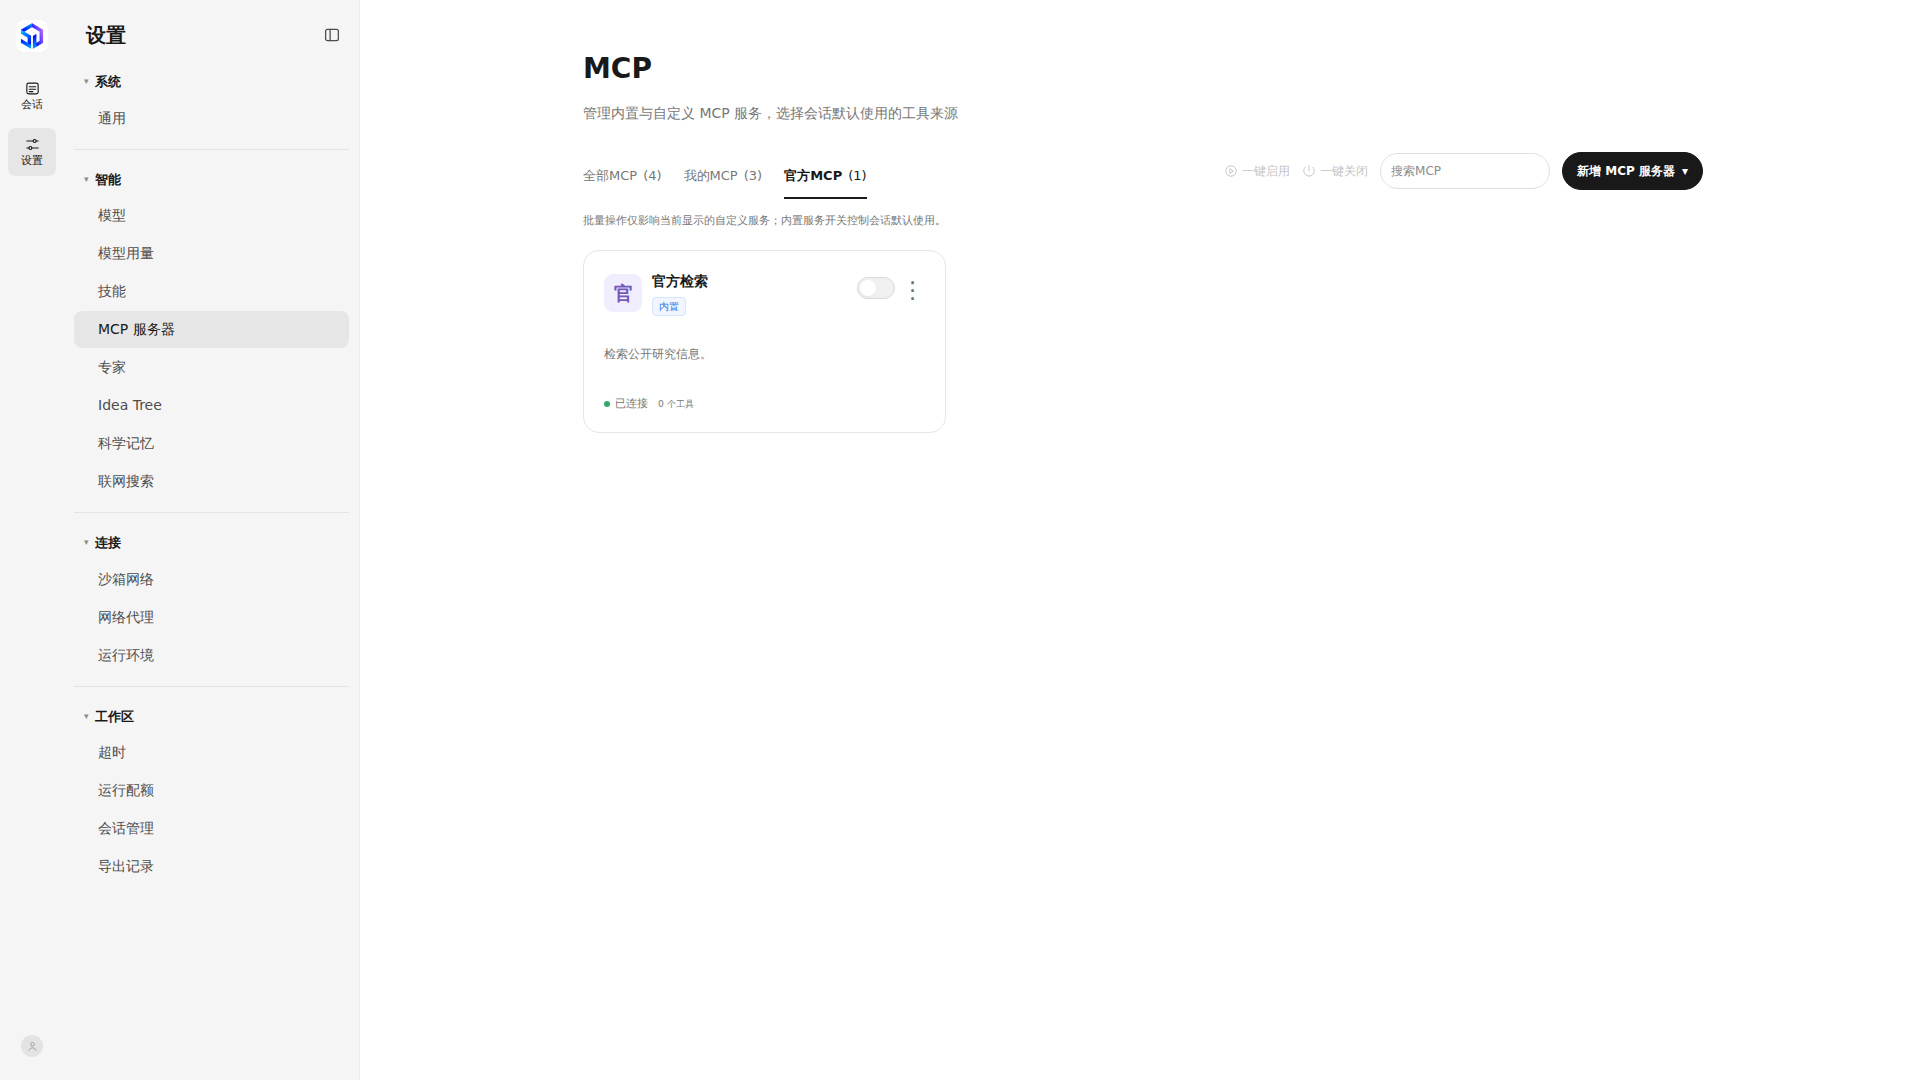 设置
会话
设置
系统
通用
智能
模型
模型用量
技能
MCP 服务器
专家
Idea Tree
科学记忆
联网搜索
连接
沙箱网络
网络代理
运行环境
工作区
超时
运行配额
会话管理
导出记录
MCP
管理内置与自定义 MCP 服务，选择会话默认使用的工具来源
全部MCP (4) 我的MCP (3) 官方MCP (1)
一键启用 一键关闭 搜索MCP 新增 MCP 服务器 ▾
批量操作仅影响当前显示的自定义服务；内置服务开关控制会话默认使用。
官 官方检索
内置
检索公开研究信息。
已连接 0 个工具